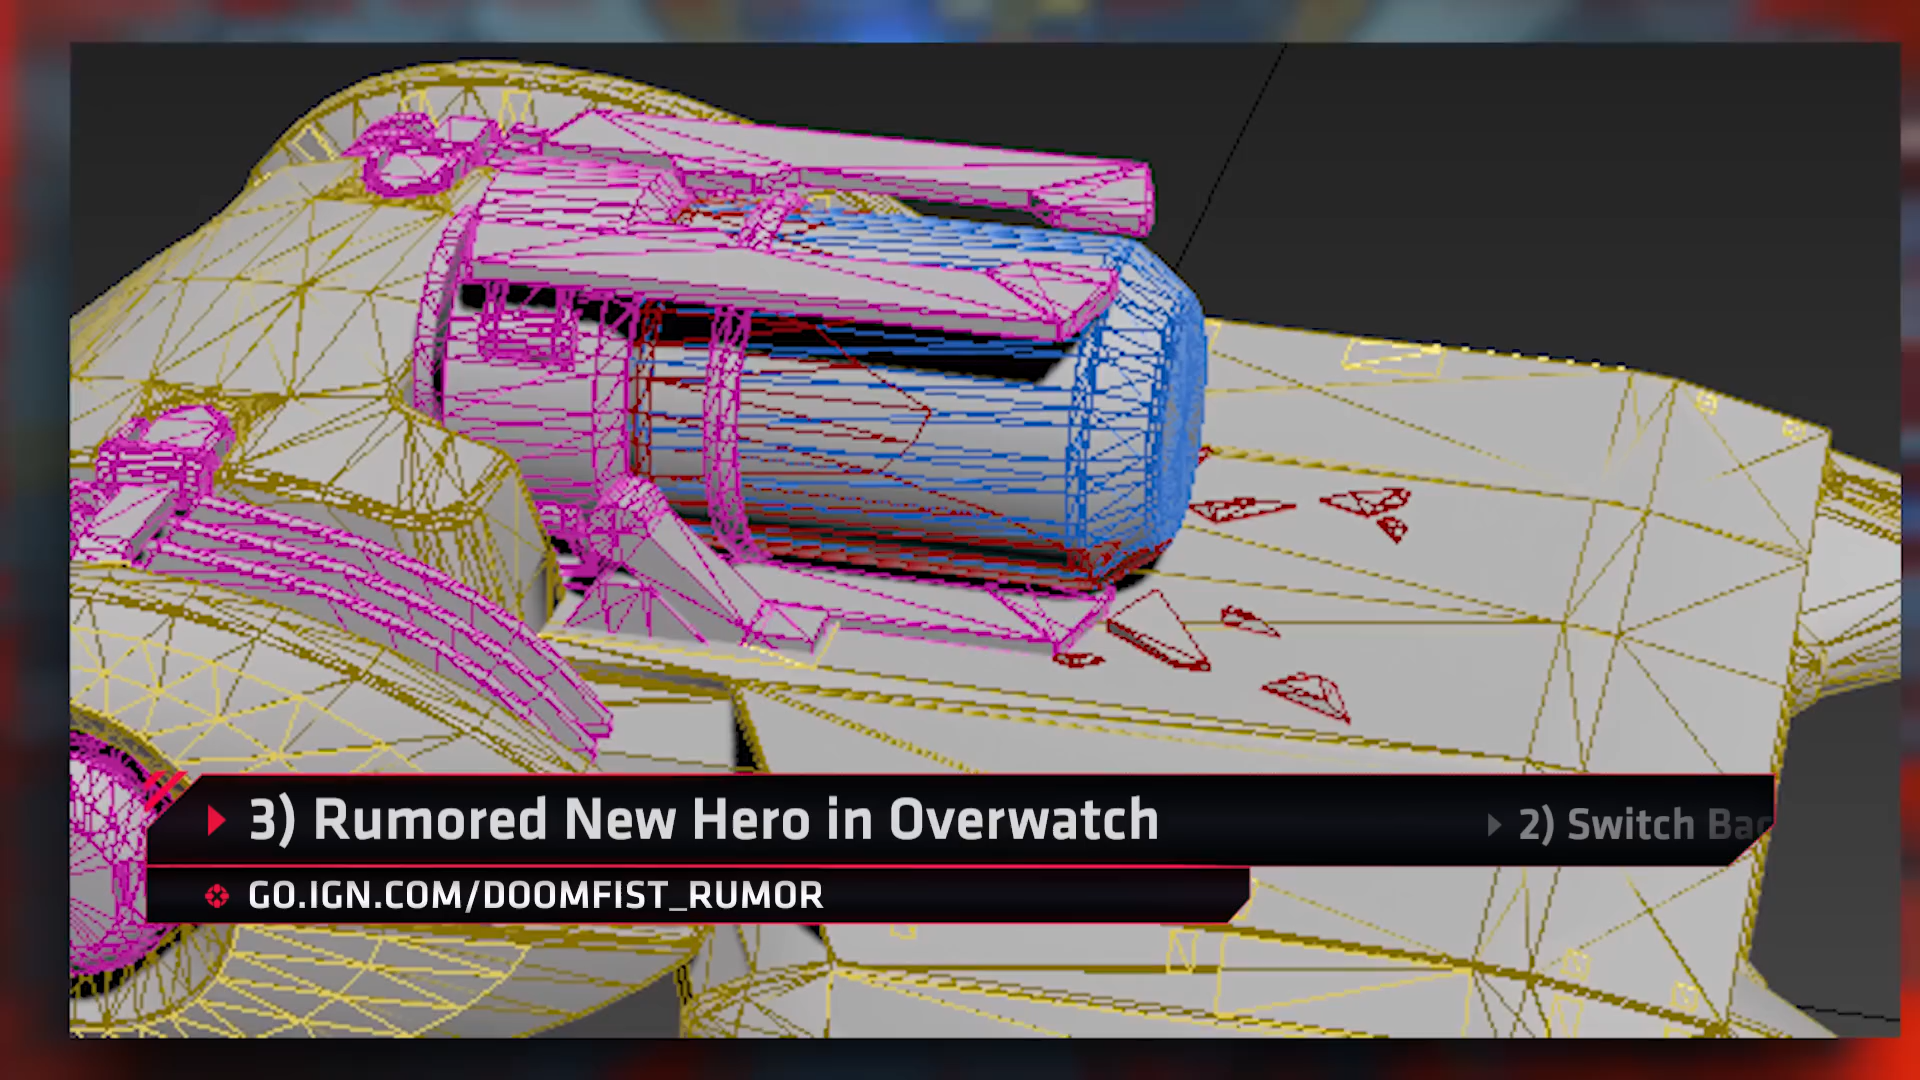 3) Rumored New Hero in Overwatch
2) Switch
GO.IGN.COM/DOOMFIST_RUMOR